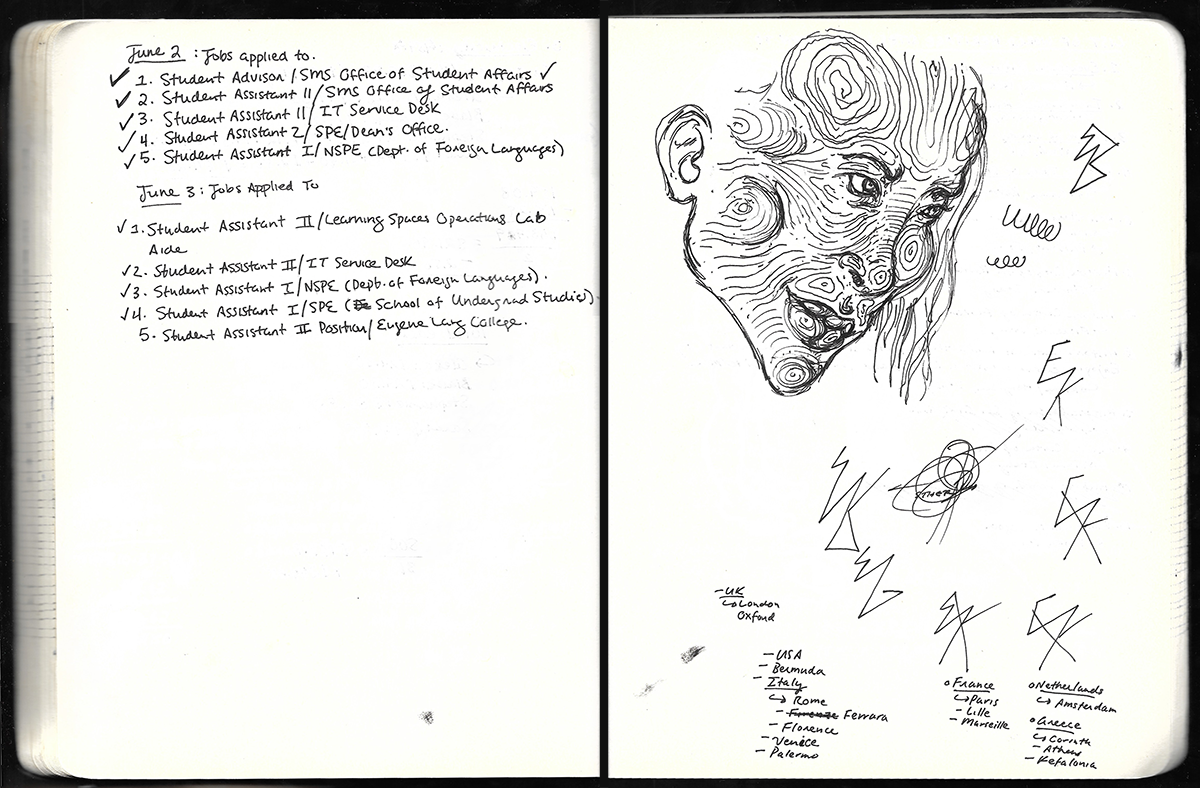 June 2 : Jobs applied to.
1. Student Advisor / SMS Office of Student Affairs
2. Student Assistant II / SMS Office of Student Affairs
3. Student Assistant II / IT Service Desk
4. Student Assistant 2 / SPE/Dean's Office.
5. Student Assistant I / NSPE (Dept. of Foreign Languages)
June 3 : Jobs Applied To
1. Student Assistant II / Learning Spaces Operations Lab
Aide
2. Student Assistant II / IT Service Desk
3. Student Assistant I / NSPE (Dept. of Foreign Languages).
4. Student Assistant I / SPE (School of Undergrad Studies)
5. Student Assistant II Position / Eugene Lang College.
- UK
↳ London
Oxford
- USA
- Bermuda
- Italy
↳ Rome
- Ferrara
- Florence
- Venice
- Palermo
o France
↳ Paris
- Lille
- Marseille
o Netherlands
↳ Amsterdam
o Greece
↳ Corinth
- Athens
- Kefalonia